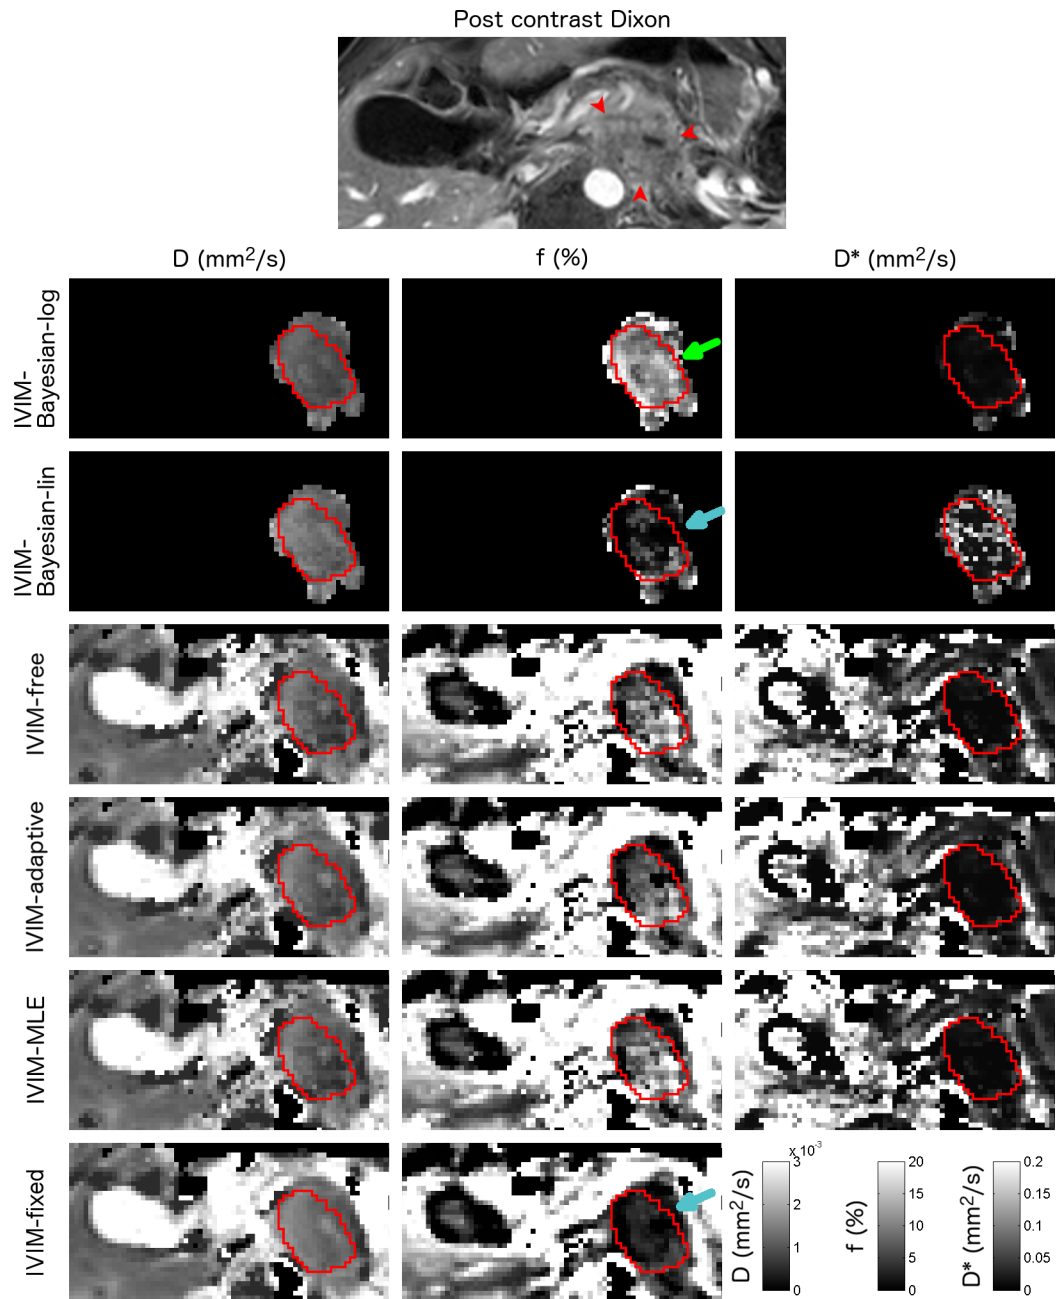 Post contrast Dixon
D (mm²/s)
f (%)
D* (mm²/s)
IVIM-
Bayesian-log
IVIM-
Bayesian-lin
IVIM-free
IVIM-adaptive
IVIM-MLE
IVIM-fixed
D (mm²/s)
x 10⁻³
3
2
1
0
f (%)
20
15
10
5
0
D* (mm²/s)
0.2
0.15
0.1
0.05
0